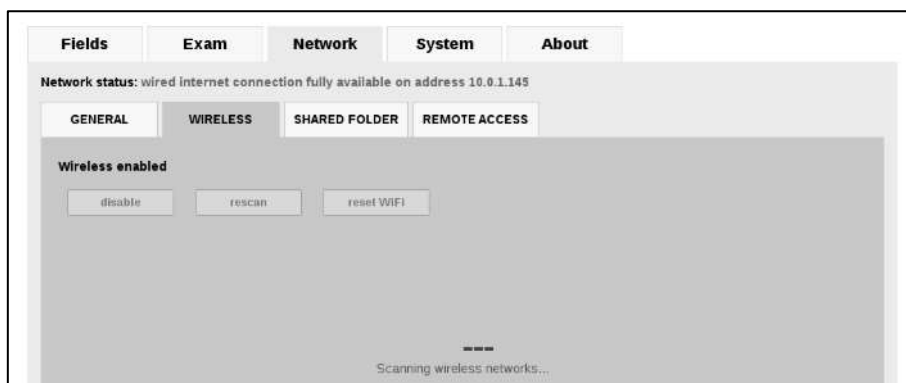 Fields Exam Network System About
Network status: wired internet connection fully available on address 10.0.1.145
GENERAL WIRELESS SHARED FOLDER REMOTE ACCESS
Wireless enabled
disable rescan reset WiFi
Scanning wireless networks...